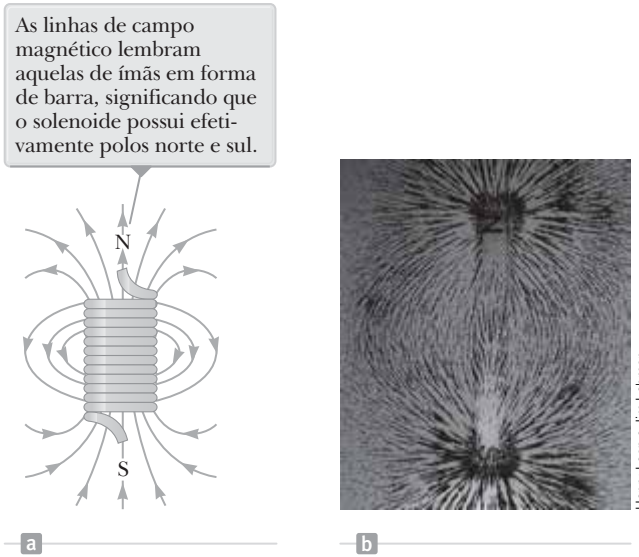 As linhas de campo
magnético lembram
aquelas de ímãs em forma
de barra, significando que
o solenoide possui efeti-
vamente polos norte e sul.
N
S
a
b